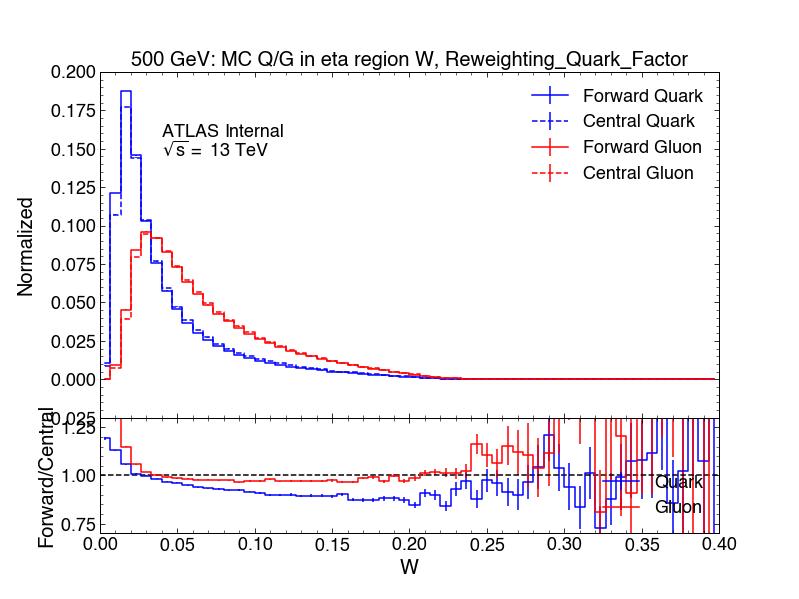 500 GeV: MC Q/G in eta region W, Reweighting_Quark_Factor
0.200
0.175
0.150
0.125
0.100
0.075
0.050
0.025
0.000
0.025
Normalized
ATLAS Internal
√s = 13 TeV
Forward Quark
Central Quark
Forward Gluon
Central Gluon
1.25
1.00
0.75
Forward/Central
Quark
Gluon
0.00 0.05 0.10 0.15 0.20 0.25 0.30 0.35 0.40
W